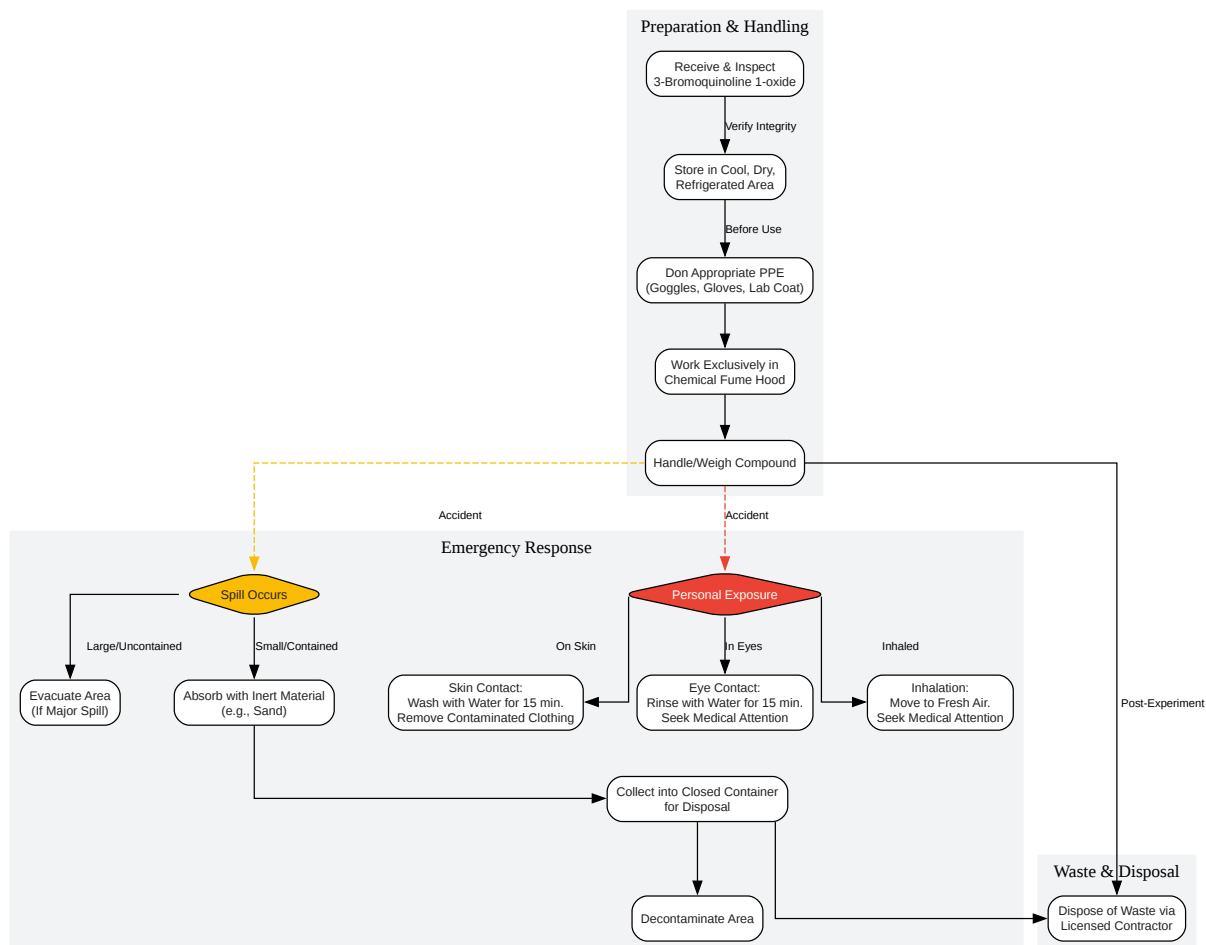 Preparation & Handling
Receive & Inspect
3-Bromoquinoline 1-oxide
Verify Integrity
Store in Cool, Dry,
Refrigerated Area
Before Use
Don Appropriate PPE
(Goggles, Gloves, Lab Coat)
Work Exclusively in
Chemical Fume Hood
Handle/Weigh Compound
Accident
Accident
Emergency Response
Spill Occurs
Personal Exposure
Large/Uncontained
Small/Contained
On Skin
In Eyes
Inhaled
Evacuate Area
(If Major Spill)
Absorb with Inert Material
(e.g., Sand)
Skin Contact:
Wash with Water for 15 min.
Remove Contaminated Clothing
Eye Contact:
Rinse with Water for 15 min.
Seek Medical Attention
Inhalation:
Move to Fresh Air.
Seek Medical Attention
Post-Experiment
Collect into Closed Container
for Disposal
Waste & Disposal
Decontaminate Area
Dispose of Waste via
Licensed Contractor